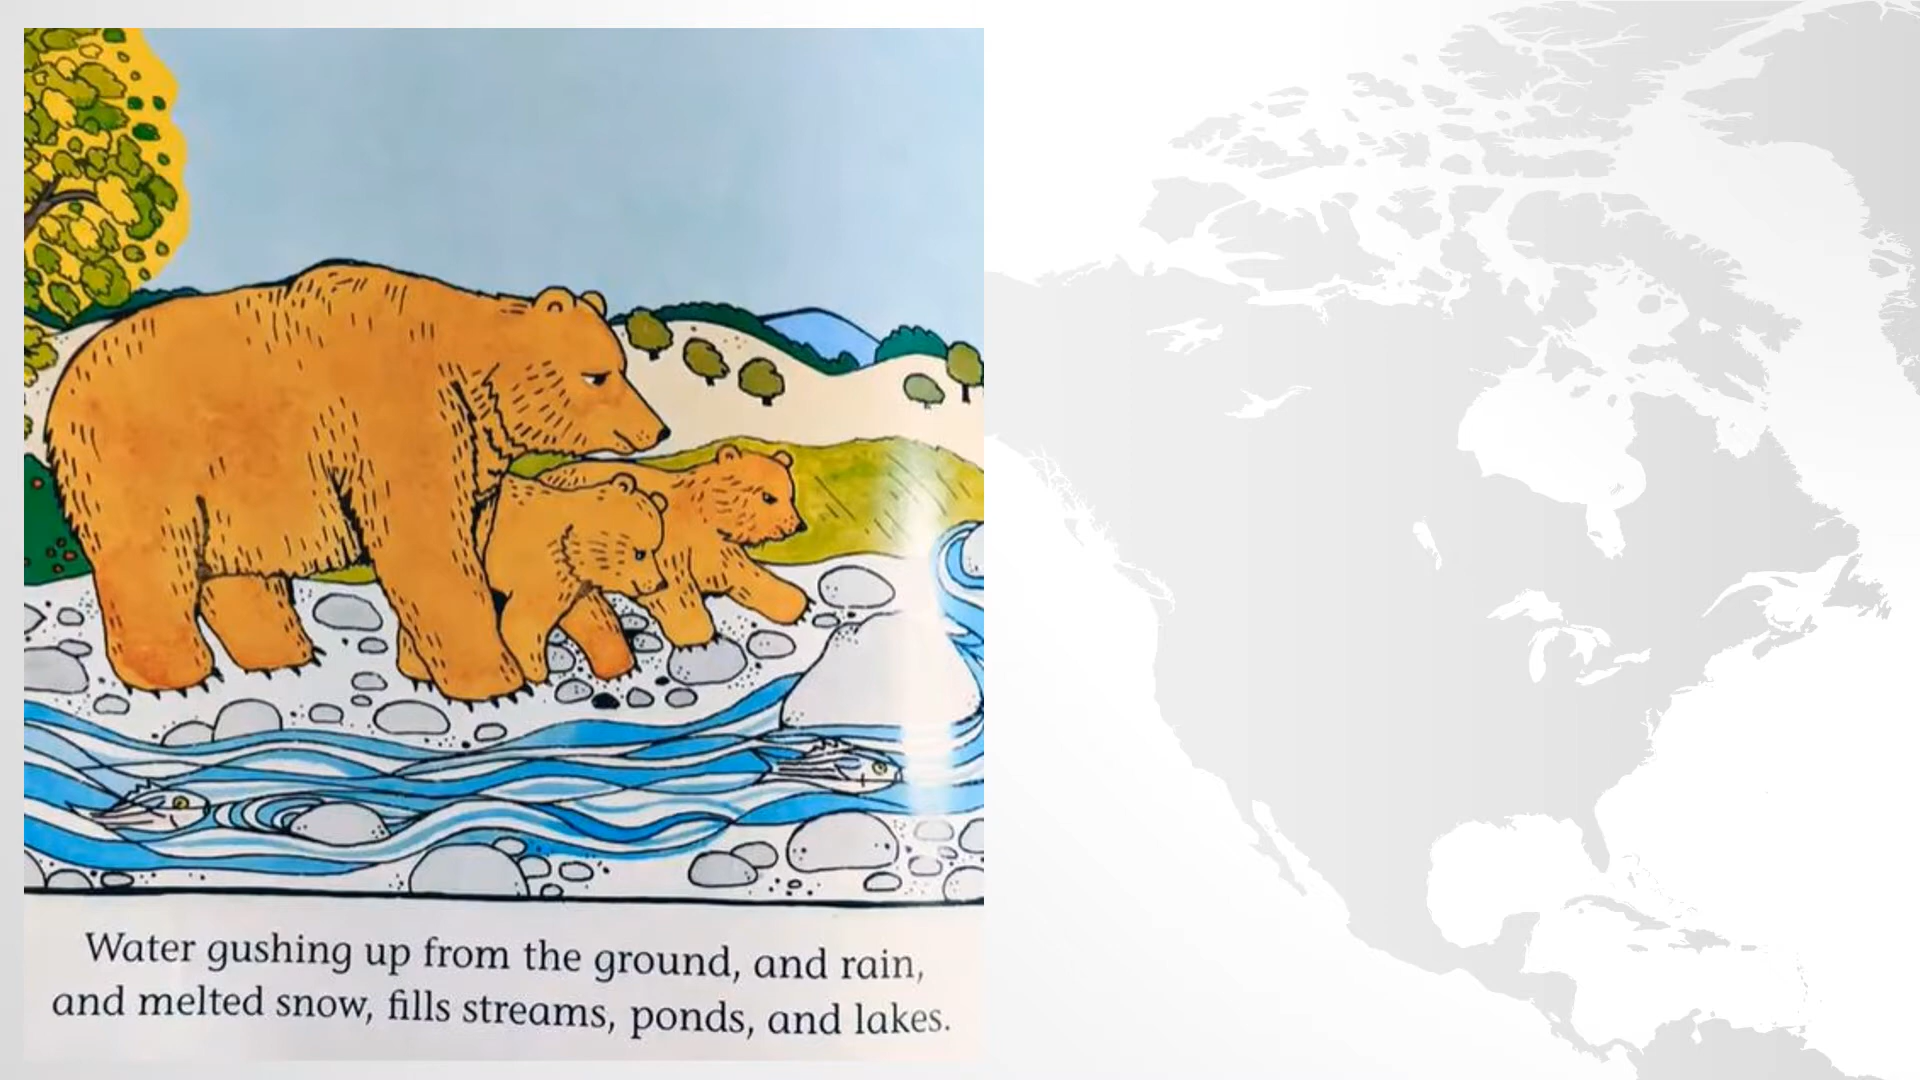 Water gushing up from the ground, and rain,
and melted snow, fills streams, ponds, and lakes.